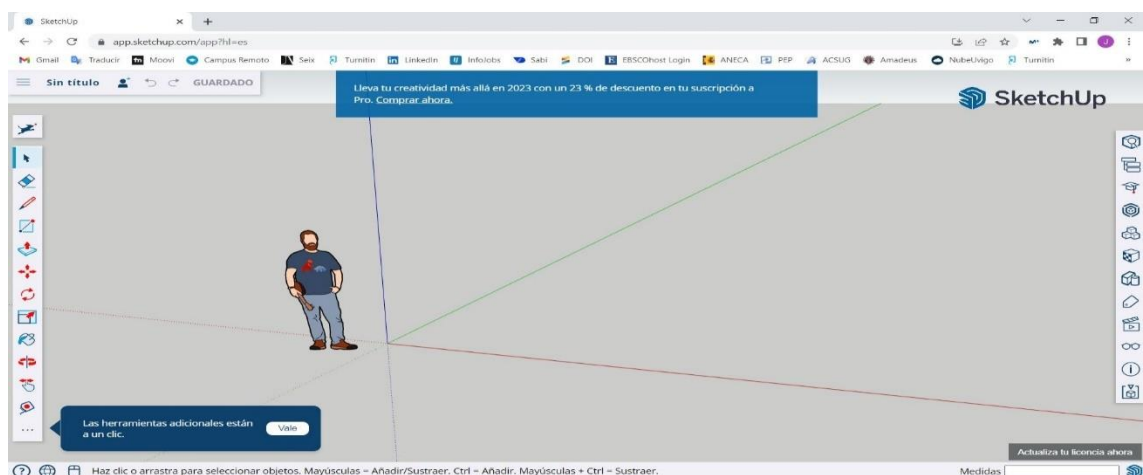 SketchUp
app.sketchup.com/app?hl=es
Gmail Traducir Moovi Campus Remoto Seix Turnitin LinkedIn InfoJobs Sabi DOI EBSCOhost Login ANECA PEP ACSUG Amadeus NubeUvigo Turnitin »
Sin título GUARDADO
Lleva tu creatividad más allá en 2023 con un 23 % de descuento en tu suscripción a
Pro. Comprar ahora.
SketchUp
Las herramientas adicionales están
a un clic.
Vale
Actualiza tu licencia ahora
Haz clic o arrastra para seleccionar objetos. Mayúsculas = Añadir/Sustraer. Ctrl = Añadir. Mayúsculas + Ctrl = Sustraer. Medidas